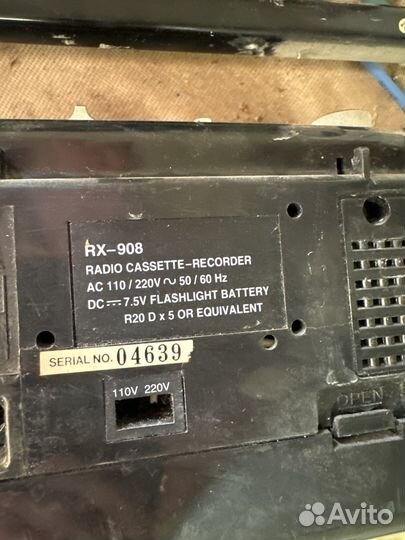 RX-908
RADIO CASSETTE-RECORDER
AC 110 / 220V ∿ 50 / 60 Hz
DC ⎓ 7.5V FLASHLIGHT BATTERY
R20 D x 5 OR EQUIVALENT
SERIAL NO. 04639
110V 220V
OPEN
Avito